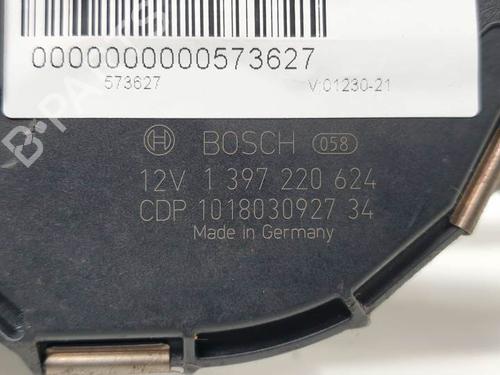 0000000000573627
573627 V:01230-21
BOSCH 058
12V 1 397 220 624
CDP 1018030927 34
Made in Germany